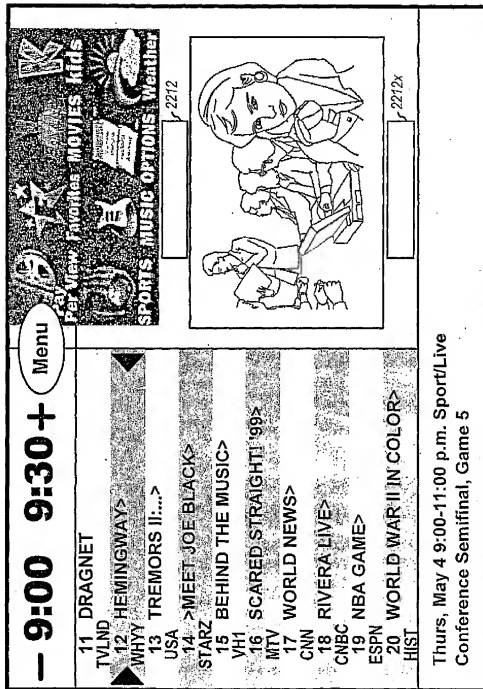 — 9:00 9:30+
Menu
Pay
Per View Favorites MOVIES kids
SPORTS MUSIC OPTIONS Weather
11 DRAGNET
TVLND
12 HEMINGWAY>
WHYY
13 TREMORS II:...>
USA
14 >MEET JOE BLACK>
STARZ
15 BEHIND THE MUSIC>
VH1
16 SCARED STRAIGHT! '99>
MTV
17 WORLD NEWS>
CNN
18 RIVERA LIVE>
CNBC
19 NBA GAME>
ESPN
20 WORLD WAR II IN COLOR>
HIST
2212
2212x
Thurs, May 4 9:00-11:00 p.m. Sport/Live
Conference Semifinal, Game 5